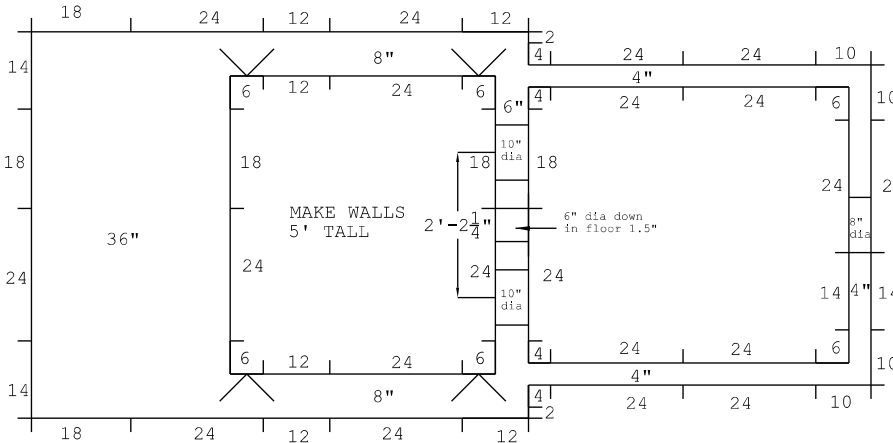 18 24 12 24 12
2
14 8" 4 24 24 10
6 12 24 6 4"
6" 4 24 24 6 10
10"
dia
18 18 18 18 24 2
MAKE WALLS
5' TALL
2'-2 1/4"
6" dia down
in floor 1.5"
8"
dia
36"
24 24 24 24 14 4" 14
10"
dia
6 12 24 6 4 24 24 6 10
14 8" 4"
4 24 24 10
2
18 24 12 24 12